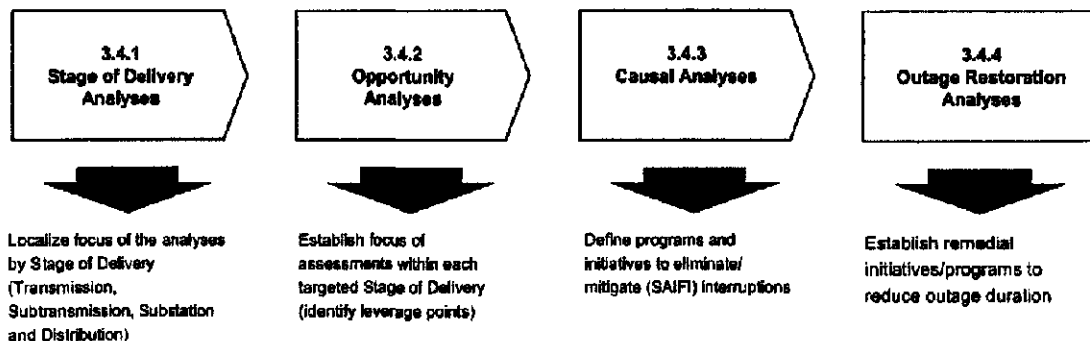 3.4.1
Stage of Delivery
Analyses
3.4.2
Opportunity
Analyses
3.4.3
Causal Analyses
3.4.4
Outage Restoration
Analyses
Localize focus of the analyses
by Stage of Delivery
(Transmission,
Subtransmission, Substation
and Distribution)
Establish focus of
assessments within each
targeted Stage of Delivery
(identify leverage points)
Define programs and
initiatives to eliminate/
mitigate (SAIFI) interruptions
Establish remedial
initiatives/programs to
reduce outage duration